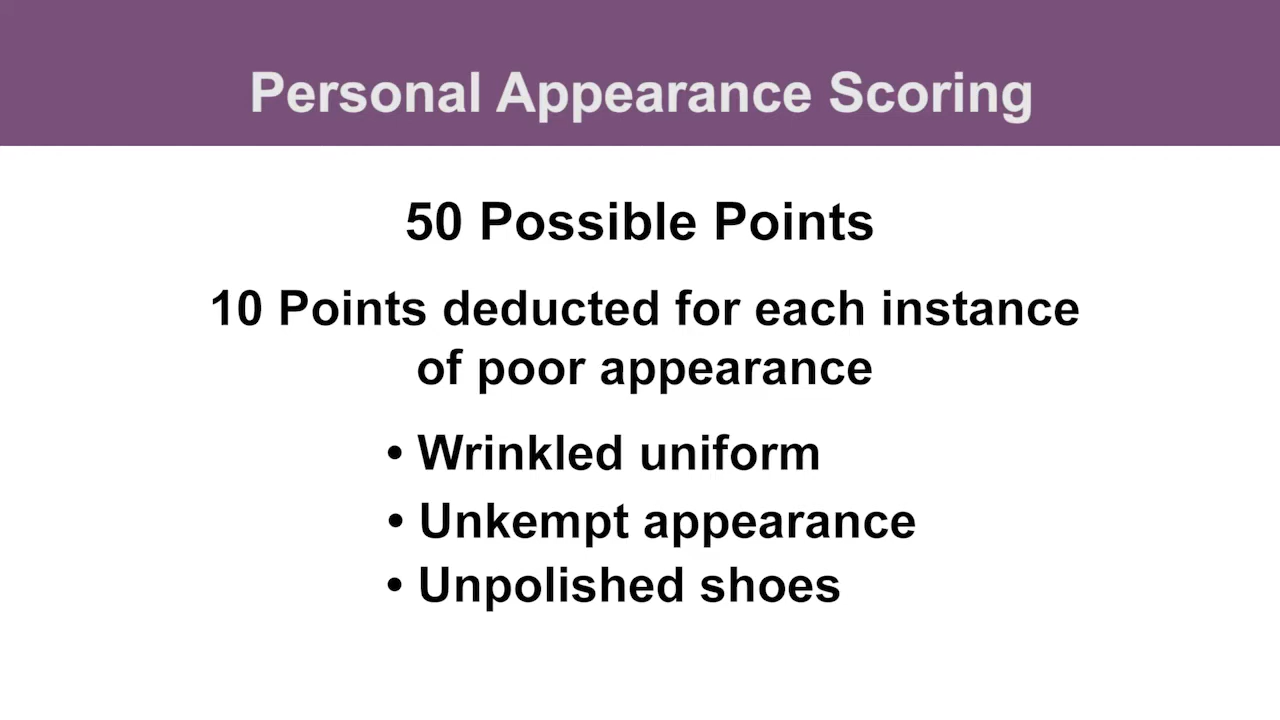 Personal Appearance Scoring
50 Possible Points
10 Points deducted for each instance
of poor appearance
• Wrinkled uniform
• Unkempt appearance
• Unpolished shoes